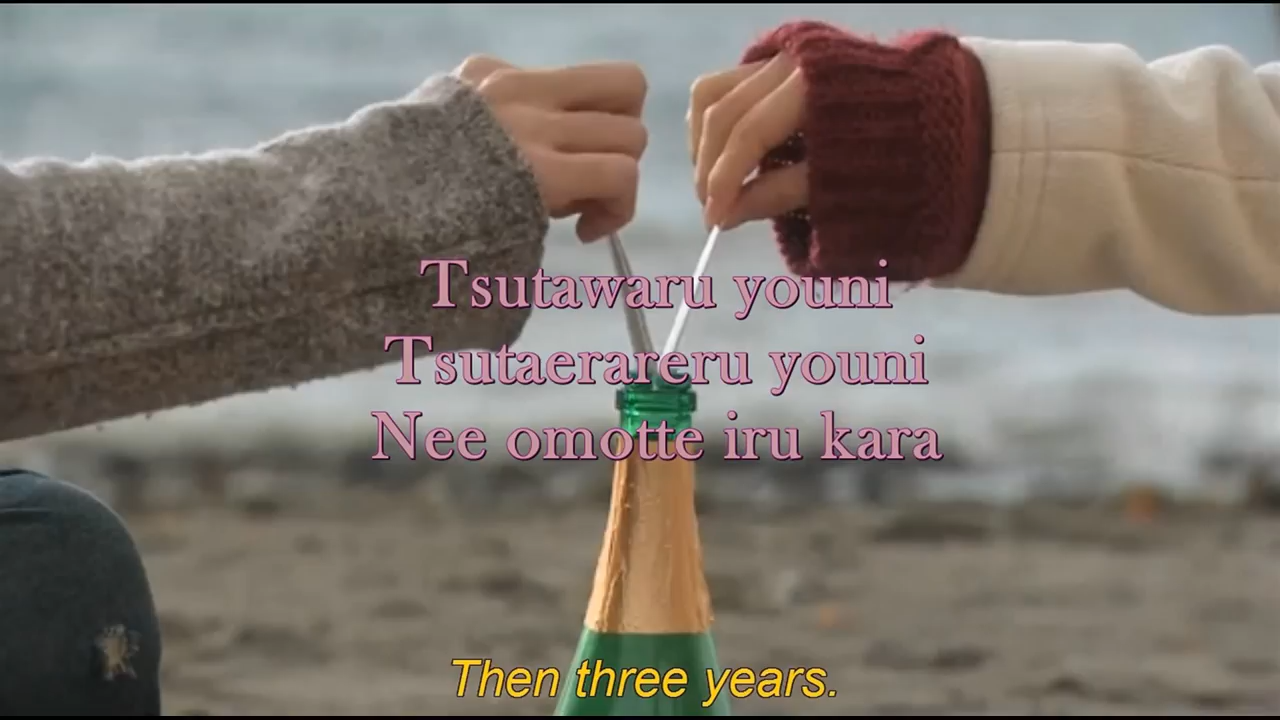 Tsutawaru youni
Tsutaerareru youni
Nee omotte iru kara
Then three years.